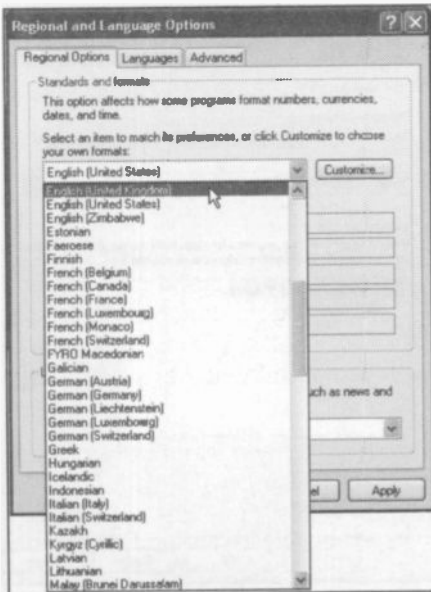 Regional and Language Options
Regional Options Languages Advanced
Standards and formats
This option affects how some programs format numbers, currencies,
dates, and time.
Select an item to match its preferences, or click Customize to choose
your own formats:
English (United States)
Customize...
English (United Kingdom)
English (United States)
English (Zimbabwe)
Estonian
Faeroese
Finnish
French (Belgium)
French (Canada)
French (France)
French (Luxembourg)
French (Monaco)
French (Switzerland)
FYRO Macedonian
Galician
German (Austria)
German (Germany)
German (Liechtenstein)
uch as news and
German (Luxembourg)
German (Switzerland)
Greek
Hungarian
Icelandic
Indonesian
el Apply
Italian (Italy)
Italian (Switzerland)
Kazakh
Kyrgyz (Cyrillic)
Latvian
Lithuanian
Malay (Brunei Darussalam)